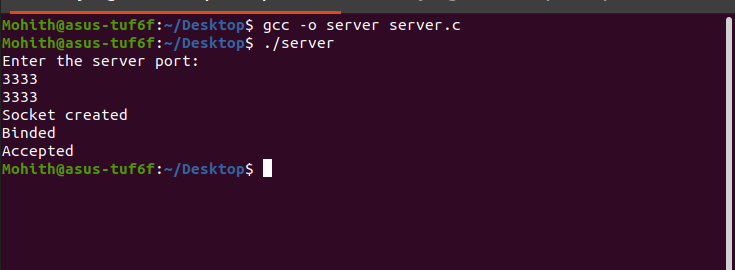 Mohith@asus-tuf6f:~/Desktop$ gcc -o server server.c
Mohith@asus-tuf6f:~/Desktop$ ./server
Enter the server port:
3333
3333
Socket created
Binded
Accepted
Mohith@asus-tuf6f:~/Desktop$